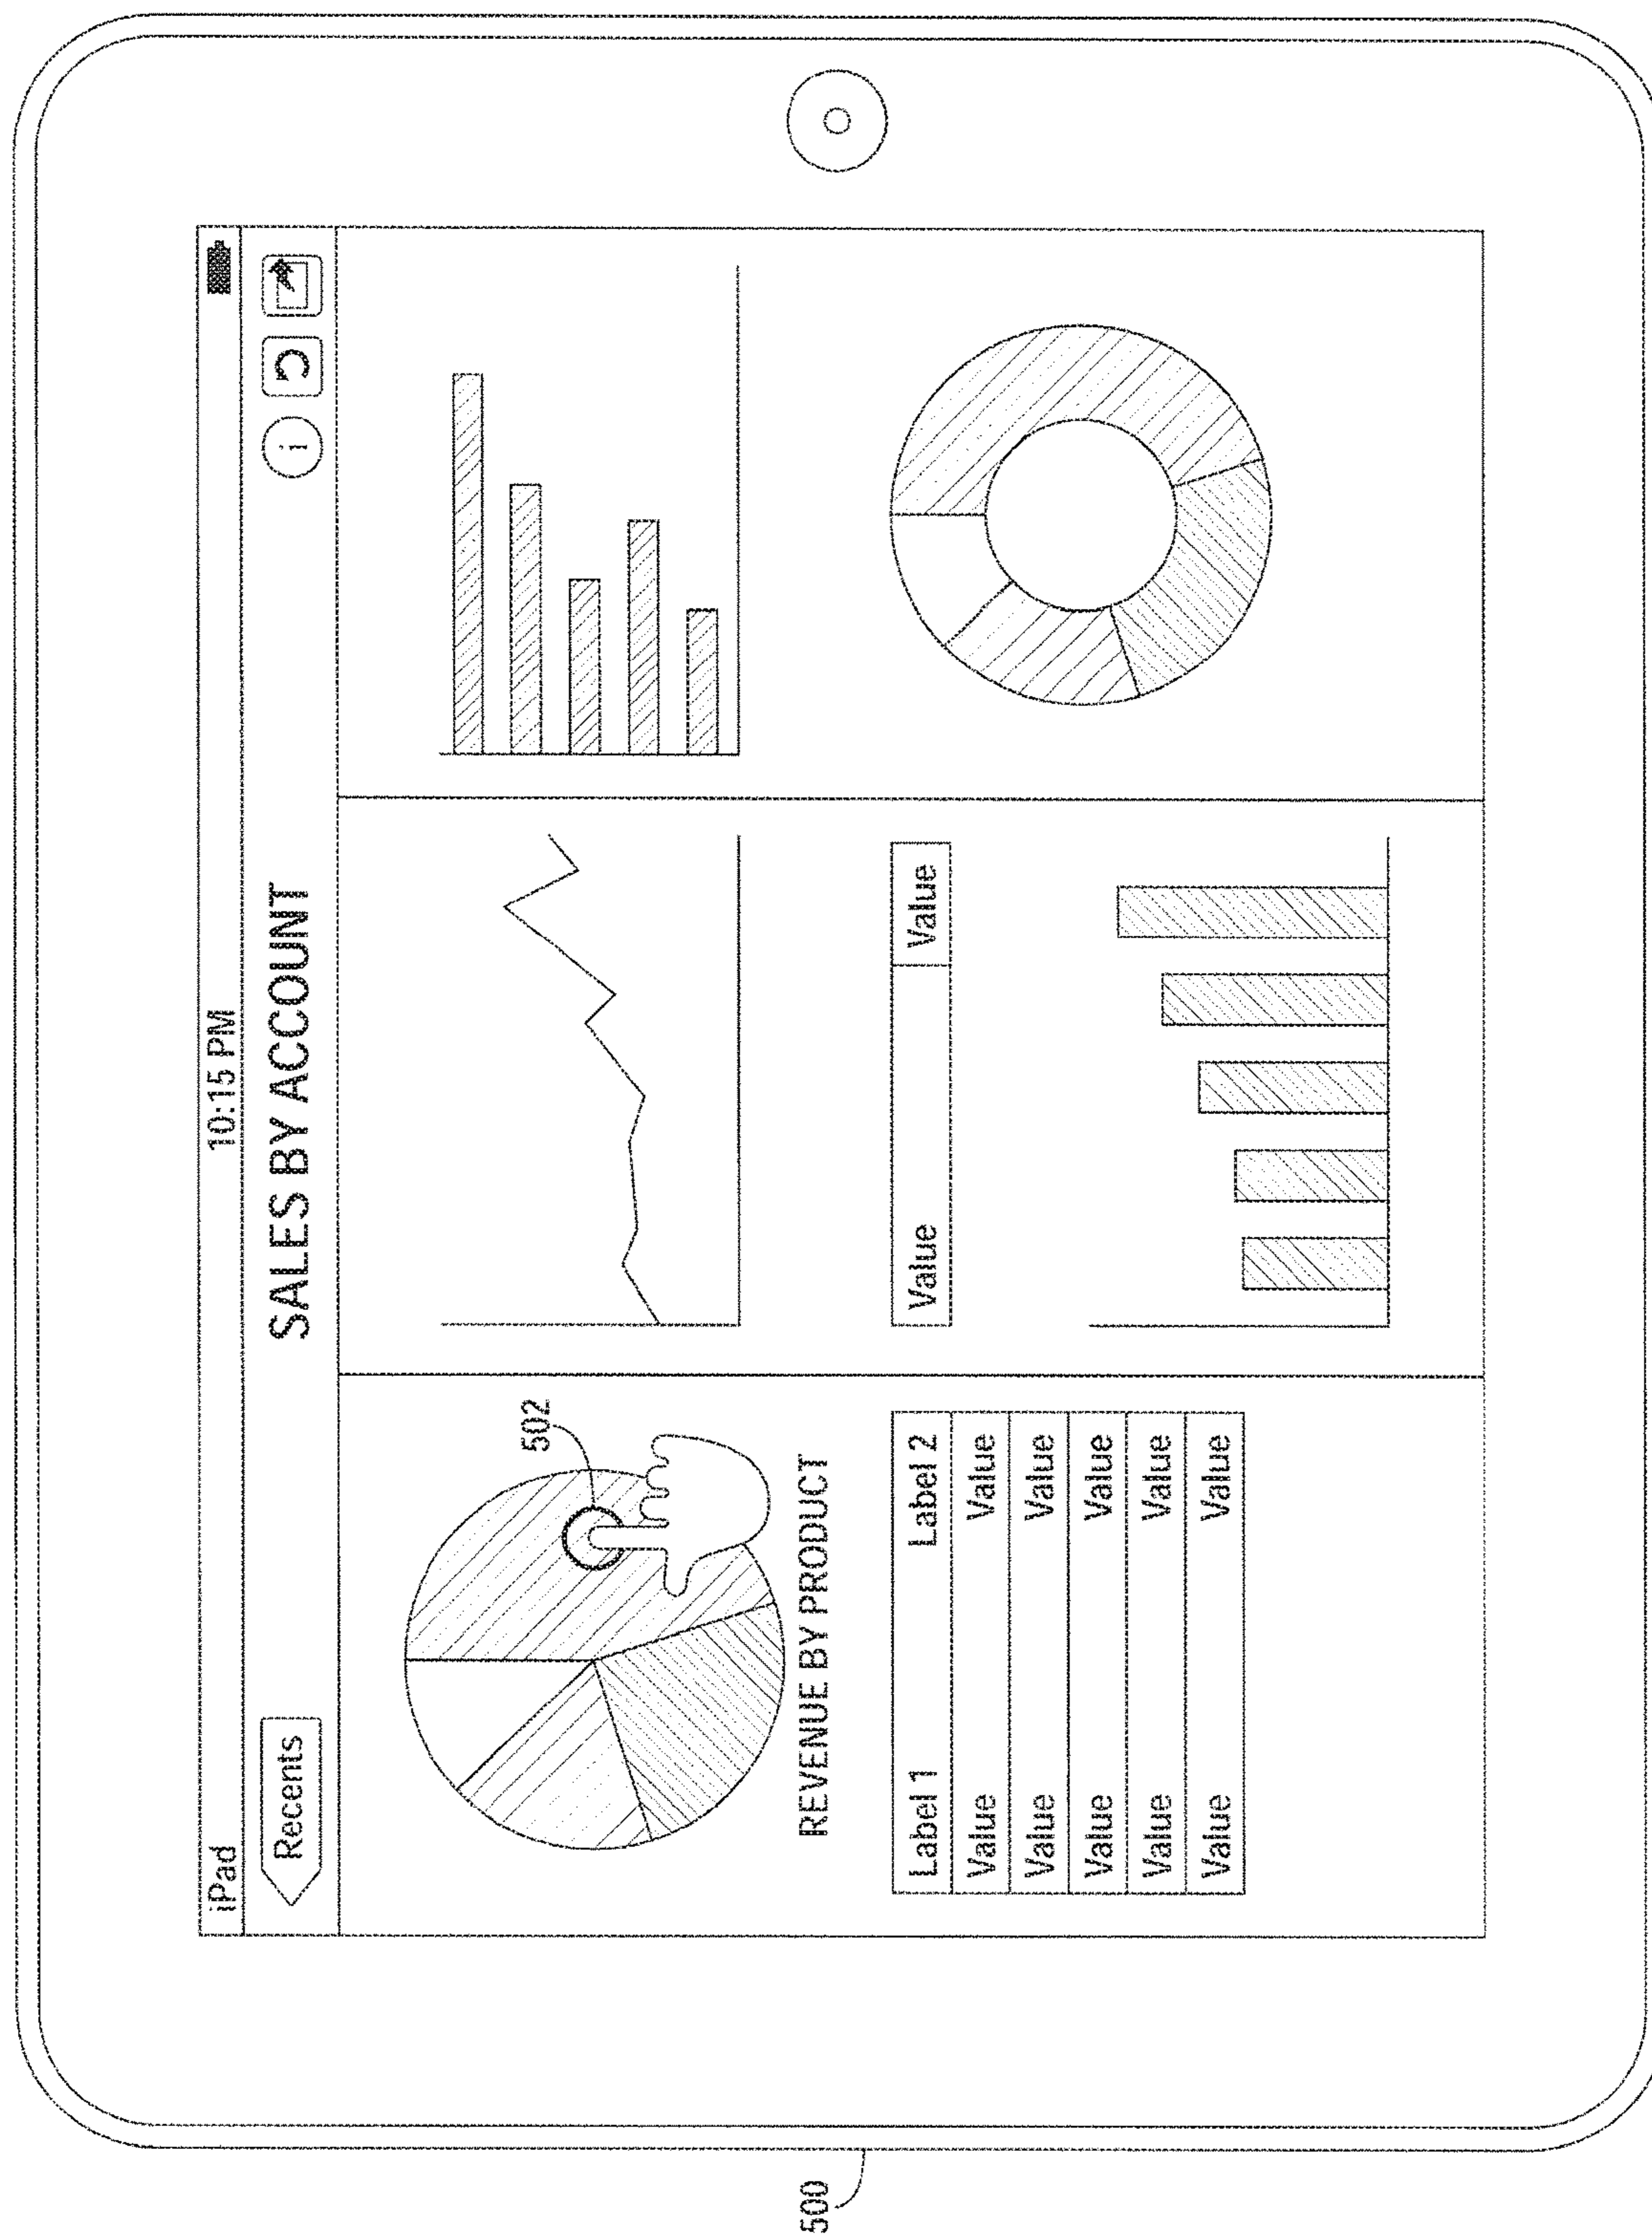 iPad 10:15 PM
Recents SALES BY ACCOUNT i
502
REVENUE BY PRODUCT
Label 1 Label 2
Value Value
Value Value
Value Value
Value Value
Value Value
Value Value
500